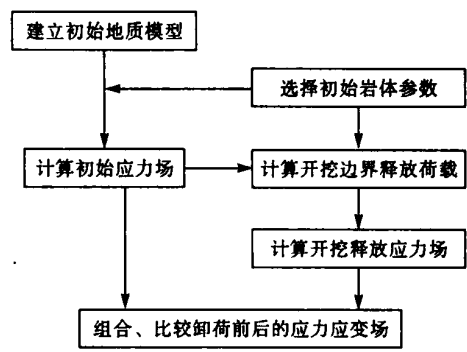 建立初始地质模型
选择初始岩体参数
计算初始应力场
计算开挖边界释放荷载
计算开挖释放应力场
组合、比较卸荷前后的应力应变场